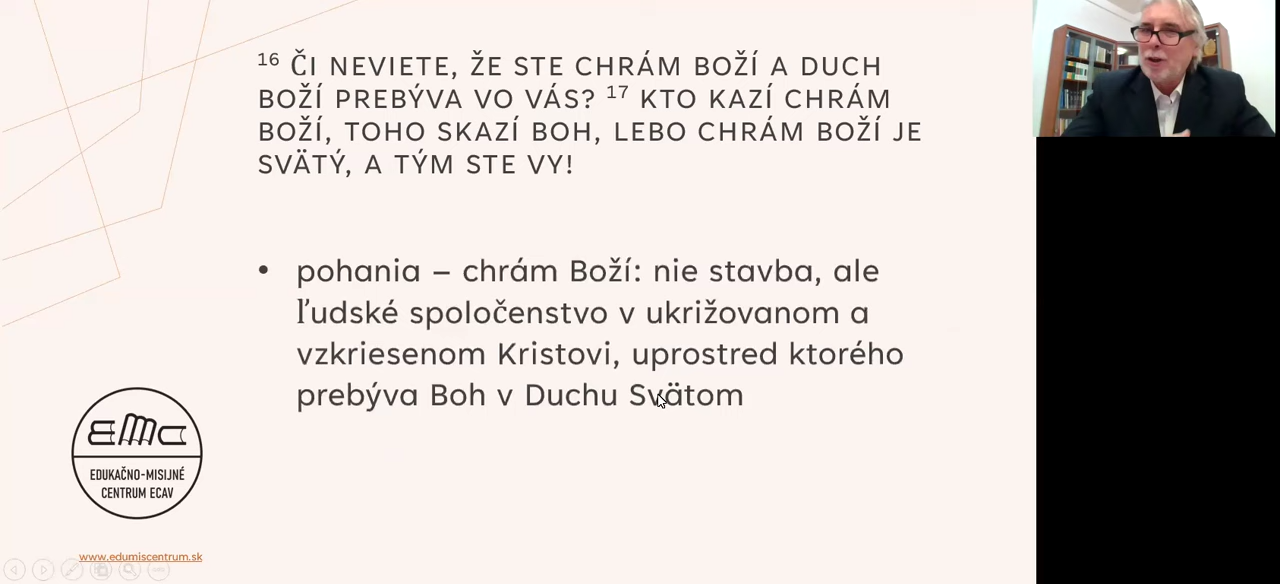 ¹⁶ ČI NEVIETE, ŽE STE CHRÁM BOŽÍ A DUCH
BOŽÍ PREBÝVA VO VÁS? ¹⁷ KTO KAZÍ CHRÁM
BOŽÍ, TOHO SKAZÍ BOH, LEBO CHRÁM BOŽÍ JE
SVÄTÝ, A TÝM STE VY!
• pohania – chrám Boží: nie stavba, ale
ľudské spoločenstvo v ukrižovanom a
vzkriesenom Kristovi, uprostred ktorého
prebýva Boh v Duchu Svätom
EMC
EDUKAČNO-MISIJNÉ
CENTRUM ECAV
www.edumiscentrum.sk